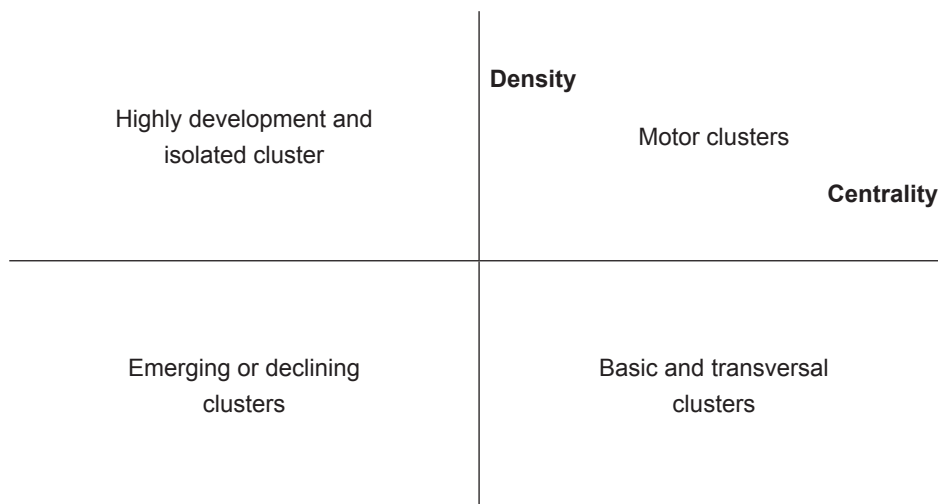 Density
Highly development and
isolated cluster
Motor clusters
Centrality
Emerging or declining
clusters
Basic and transversal
clusters